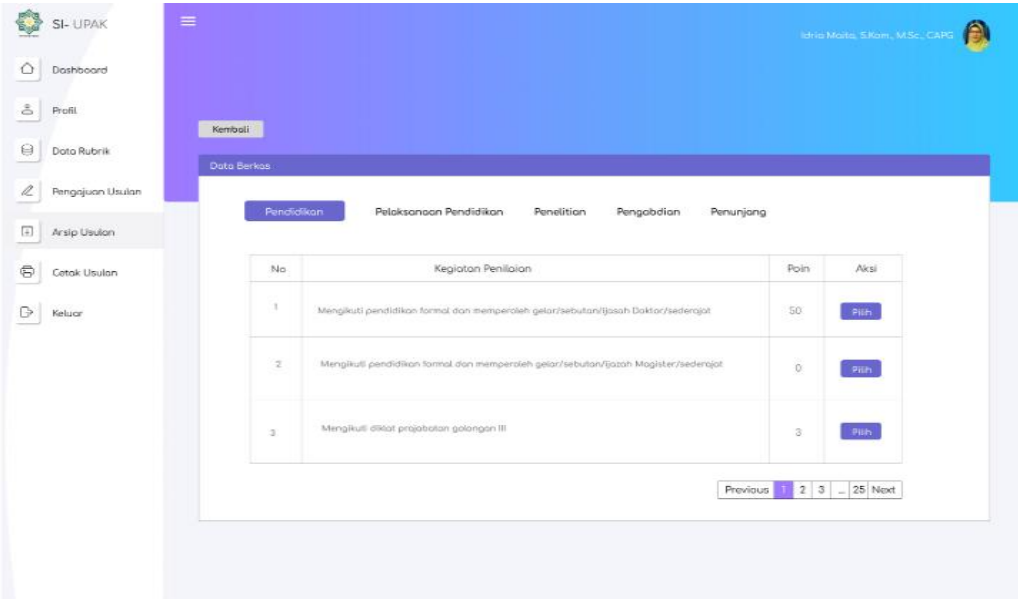 SI- UPAK
Idria Maita, S.Kom., M.Sc., CAPG
Dashboard
Profil
Data Rubrik
Pengajuan Usulan
Arsip Usulan
Cetak Usulan
Keluar
Kembali
Data Berkas
Pendidikan Pelaksanaan Pendidikan Penelitian Pengabdian Penunjang
No Kegiatan Penilaian Poin Aksi
1 Mengikuti pendidikan formal dan memperoleh gelar/sebutan/ijasah Doktor/sederajat 50 Pilih
2 Mengikuti pendidikan formal dan memperoleh gelar/sebutan/ijazah Magister/sederajat 0 Pilih
3 Mengikuti diklat prajabatan golongan III 3 Pilih
Previous 1 2 3 ... 25 Next